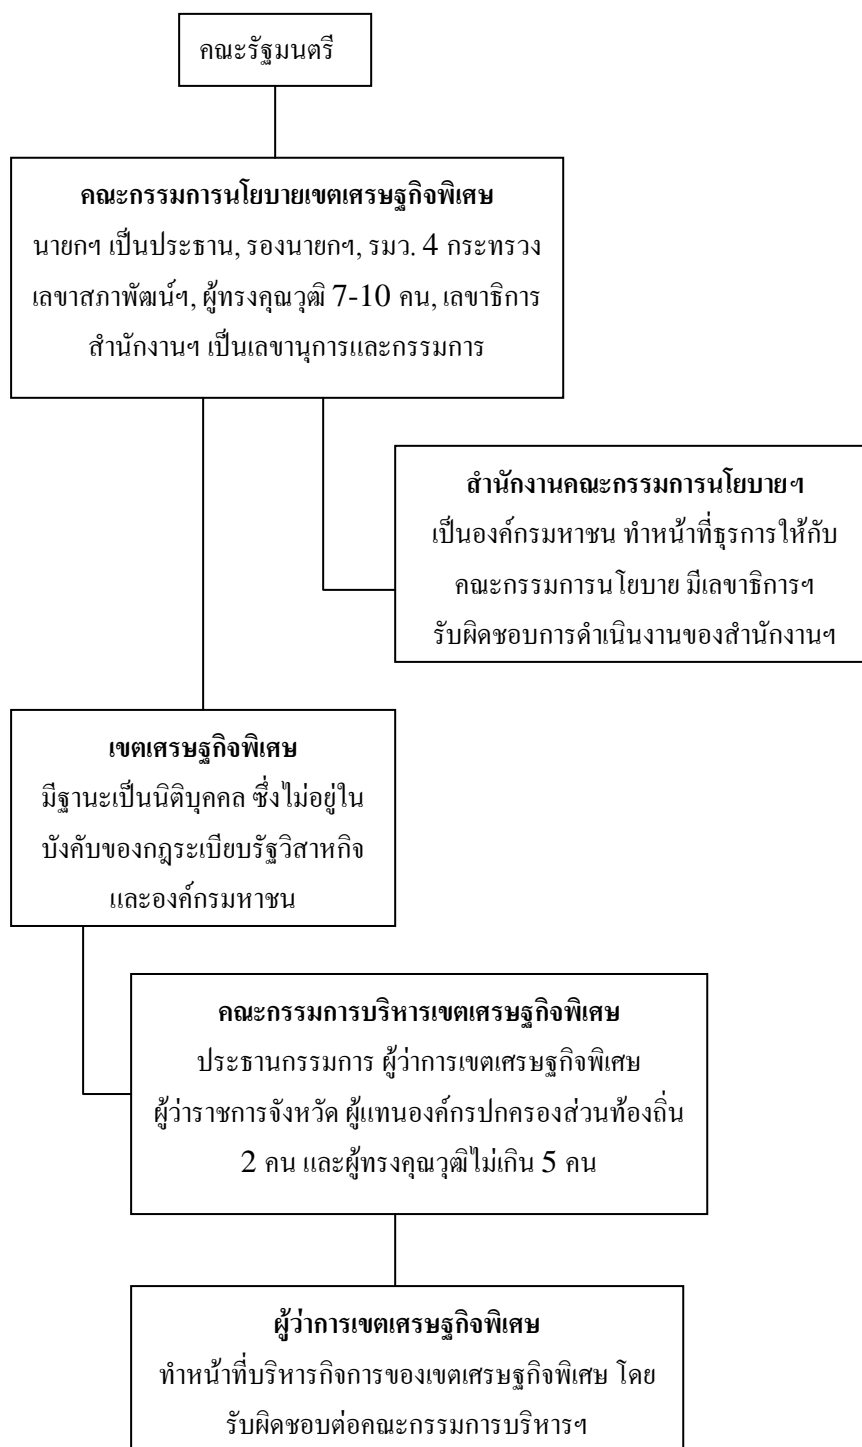 คณะรัฐมนตรี
คณะกรรมการนโยบายเขตเศรษฐกิจพิเศษ
นายกฯ เป็นประธาน, รองนายกฯ, รมว. 4 กระทรวง
เลขาสภาพัฒน์ฯ, ผู้ทรงคุณวุฒิ 7-10 คน, เลขาธิการ
สำนักงานฯ เป็นเลขานุการและกรรมการ
สำนักงานคณะกรรมการนโยบายฯ
เป็นองค์กรมหาชน ทำหน้าที่ธุรการให้กับ
คณะกรรมการนโยบาย มีเลขาธิการฯ
รับผิดชอบการดำเนินงานของสำนักงานฯ
เขตเศรษฐกิจพิเศษ
มีฐานะเป็นนิติบุคคล ซึ่งไม่อยู่ใน
บังคับของกฎระเบียบรัฐวิสาหกิจ
และองค์กรมหาชน
คณะกรรมการบริหารเขตเศรษฐกิจพิเศษ
ประธานกรรมการ ผู้ว่าการเขตเศรษฐกิจพิเศษ
ผู้ว่าราชการจังหวัด ผู้แทนองค์กรปกครองส่วนท้องถิ่น
2 คน และผู้ทรงคุณวุฒิไม่เกิน 5 คน
ผู้ว่าการเขตเศรษฐกิจพิเศษ
ทำหน้าที่บริหารกิจการของเขตเศรษฐกิจพิเศษ โดย
รับผิดชอบต่อคณะกรรมการบริหารฯ